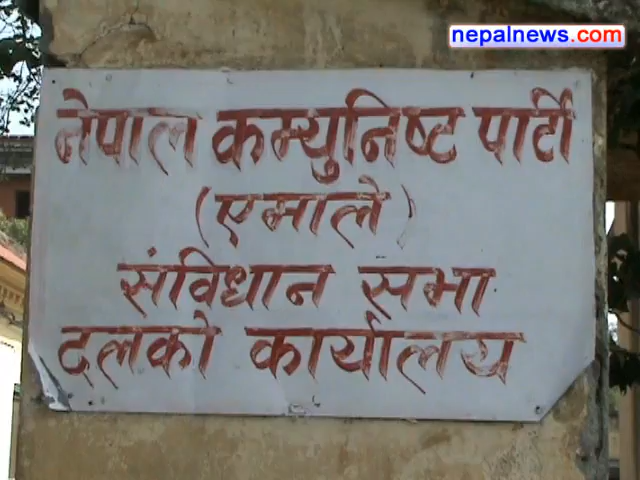 nepalnews.com
नेपाल कम्युनिष्ट पार्टी
(एमाले)
संविधान सभा
दलको कार्यालय